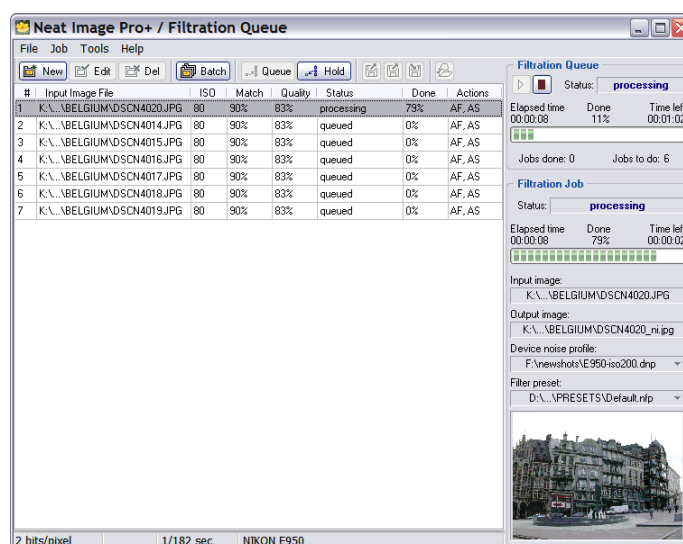 Neat Image Pro+ / Filtration Queue
File Job Tools Help
New Edit Del Batch Queue Hold
# Input Image File ISO Match Quality Status Done Actions
1 K:\...\BELGIUM\DSCN4020.JPG 80 90% 83% processing 79% AF, AS
2 K:\...\BELGIUM\DSCN4014.JPG 80 90% 83% queued 0% AF, AS
3 K:\...\BELGIUM\DSCN4015.JPG 80 90% 83% queued 0% AF, AS
4 K:\...\BELGIUM\DSCN4016.JPG 80 90% 83% queued 0% AF, AS
5 K:\...\BELGIUM\DSCN4017.JPG 80 90% 83% queued 0% AF, AS
6 K:\...\BELGIUM\DSCN4018.JPG 80 90% 83% queued 0% AF, AS
7 K:\...\BELGIUM\DSCN4019.JPG 80 90% 83% queued 0% AF, AS
2 bits/pixel 1/182 sec NIKON E950
Filtration Queue
Status: processing
Elapsed time Done Time lef
00:00:08 11% 00:01:02
Jobs done: 0 Jobs to do: 6
Filtration Job
Status: processing
Elapsed time Done Time lef
00:00:08 79% 00:00:02
Input image:
K:\...\BELGIUM\DSCN4020.JPG
Output image:
K:\...\BELGIUM\DSCN4020_ni.jpg
Device noise profile:
F:\newshots\E950-iso200.dnp
Filter preset:
D:\...\PRESETS\Default.nfp